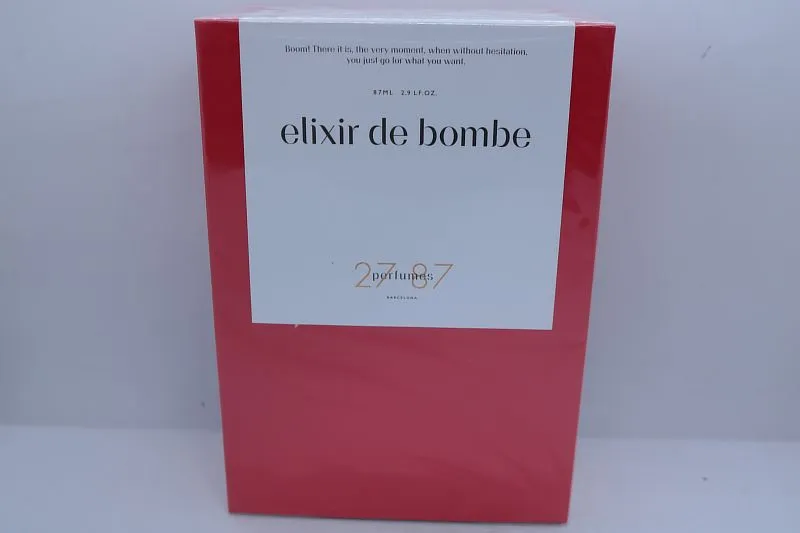 Boom! There it is, the very moment, when without hesitation,
you just go for what you want.
87ML 2.9 LF.OZ.
elixir de bombe
27 87
perfumes
BARCELONA